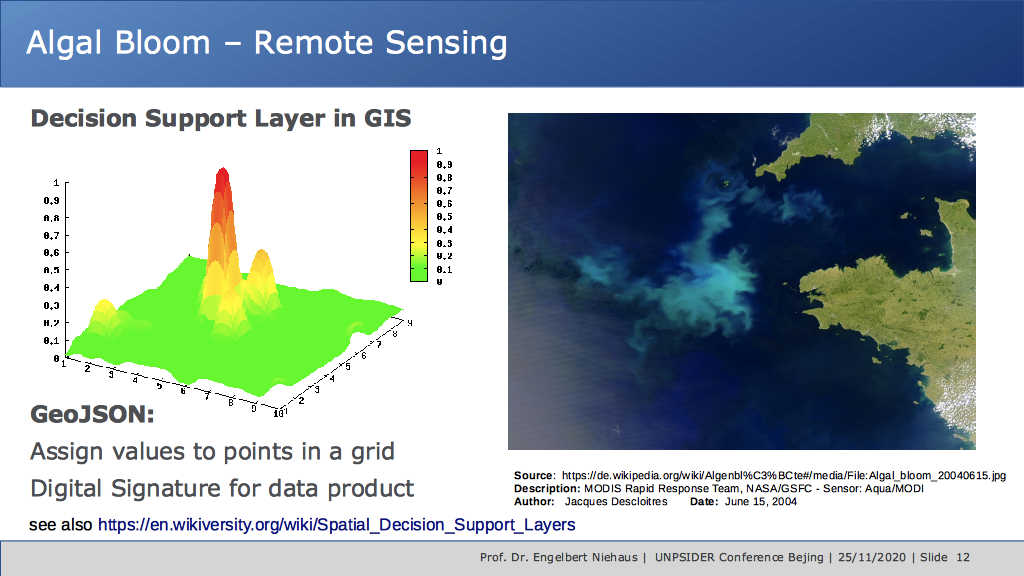 Algal Bloom – Remote Sensing
Decision Support Layer in GIS
1
0.9
0.8
0.7
0.6
0.5
0.4
0.3
0.2
0.1
0
1
0.9
0.8
0.7
0.6
0.5
0.4
0.3
0.2
0.1
0
1 2 3 4 5 6 7 8 9 10
1 2 3 4 5 6 7 8 9
GeoJSON:
Assign values to points in a grid
Digital Signature for data product
see also https://en.wikiversity.org/wiki/Spatial_Decision_Support_Layers
Source: https://de.wikipedia.org/wiki/Algenbl%C3%BCte#/media/File:Algal_bloom_20040615.jpg
Description: MODIS Rapid Response Team, NASA/GSFC - Sensor: Aqua/MODI
Author: Jacques Descloitres Date: June 15, 2004
Prof. Dr. Engelbert Niehaus | UNPSIDER Conference Bejing | 25/11/2020 | Slide 12